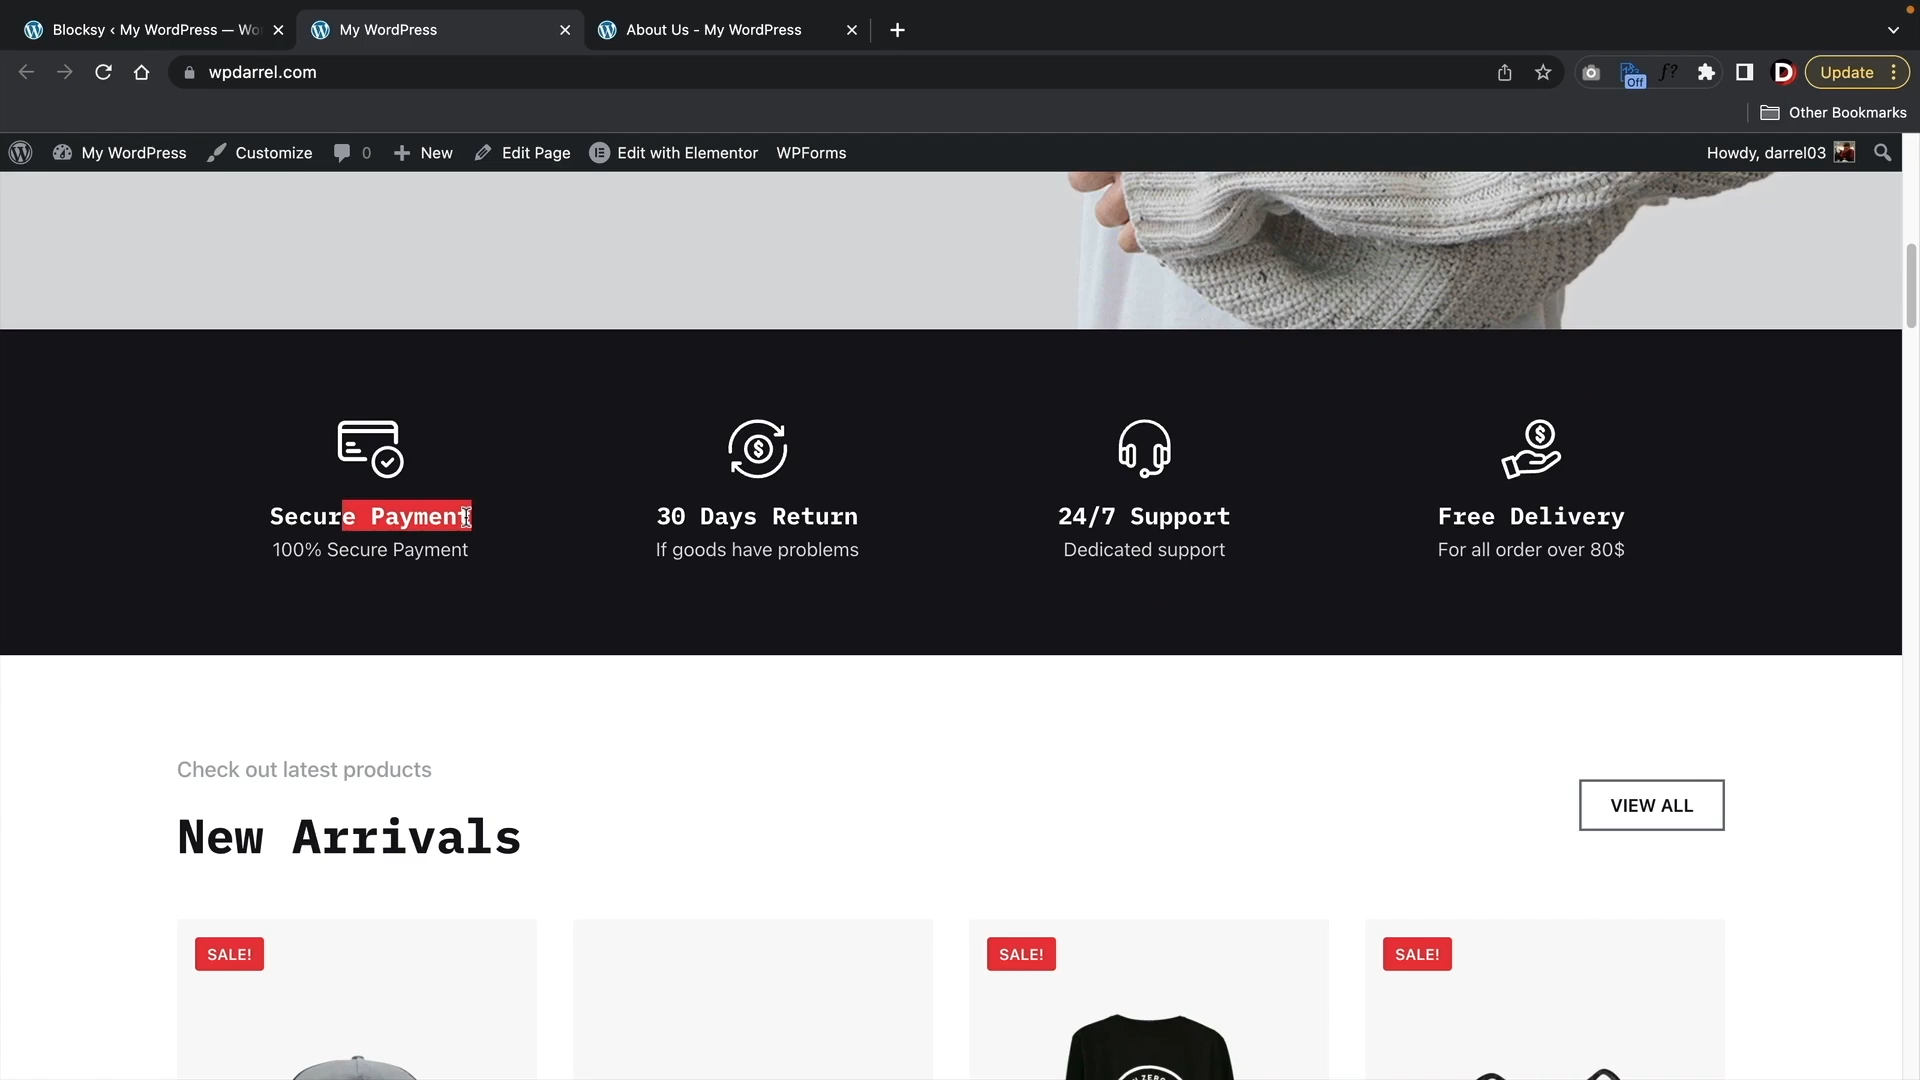 Blocksy ‹ My WordPress — Wo
My WordPress
About Us - My WordPress
wpdarrel.com
Off
f?
D
Update
Other Bookmarks
My WordPress
Customize
0
New
Edit Page
Edit with Elementor
WPForms
Howdy, darrel03
Secure Payment
30 Days Return
24/7 Support
Free Delivery
100% Secure Payment
If goods have problems
Dedicated support
For all order over 80$
Check out latest products
VIEW ALL
New Arrivals
SALE!
SALE!
SALE!